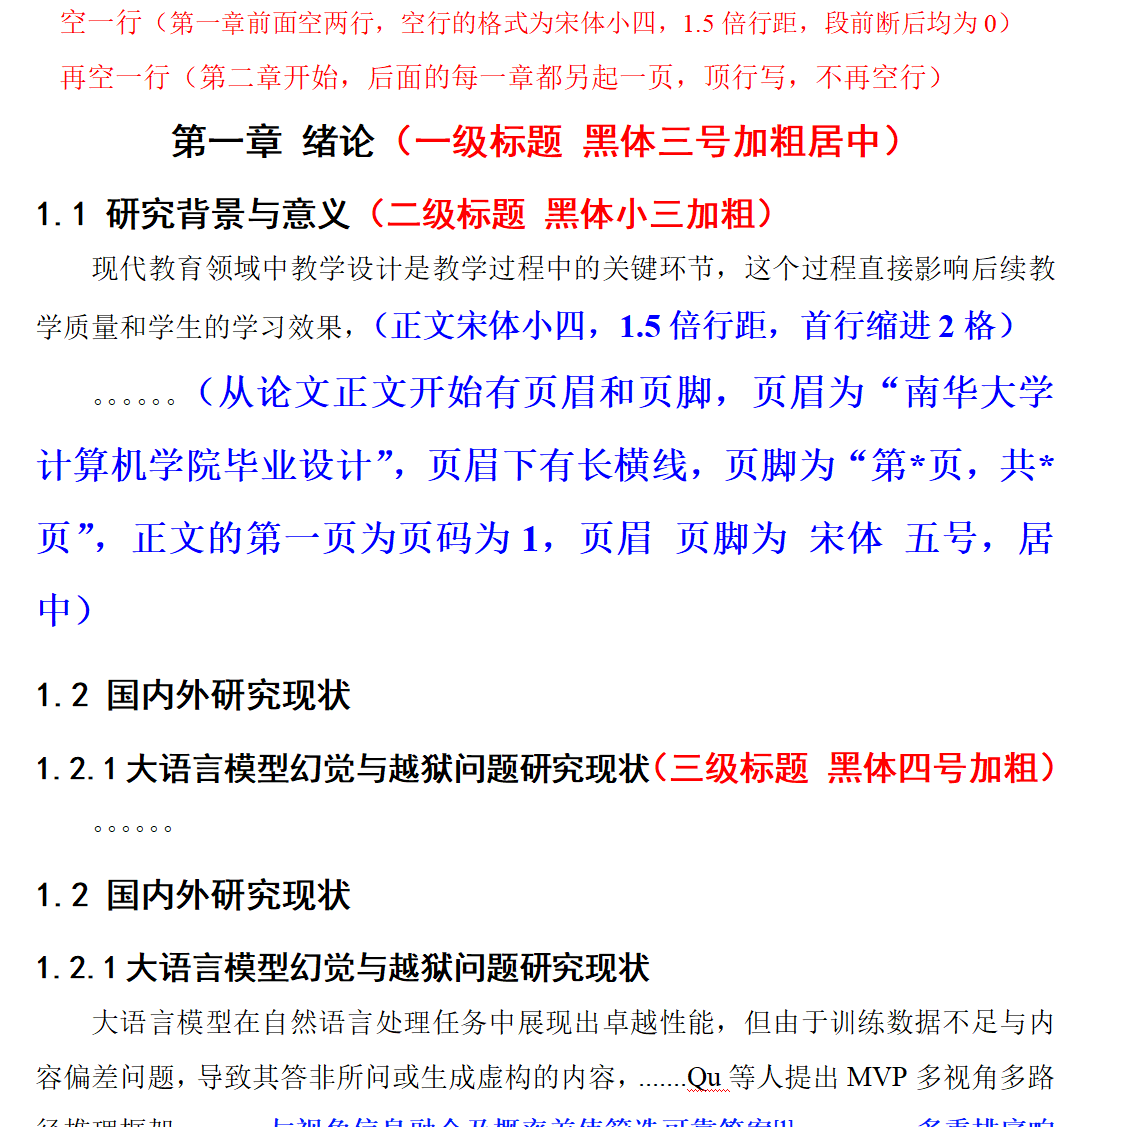 空一行（第一章前面空两行，空行的格式为宋体小四，1.5 倍行距，段前断后均为 0）
再空一行（第二章开始，后面的每一章都另起一页，顶行写，不再空行）
第一章 绪论（一级标题 黑体三号加粗居中）
1.1 研究背景与意义（二级标题 黑体小三加粗）
现代教育领域中教学设计是教学过程中的关键环节，这个过程直接影响后续教
学质量和学生的学习效果，（正文宋体小四，1.5 倍行距，首行缩进 2 格）
。。。。。。（从论文正文开始有页眉和页脚，页眉为“南华大学
计算机学院毕业设计”，页眉下有长横线，页脚为“第*页，共*
页”，正文的第一页为页码为 1，页眉 页脚为 宋体 五号，居
中）
1.2 国内外研究现状
1.2.1大语言模型幻觉与越狱问题研究现状（三级标题 黑体四号加粗）
。。。。。。
1.2 国内外研究现状
1.2.1大语言模型幻觉与越狱问题研究现状
大语言模型在自然语言处理任务中展现出卓越性能，但由于训练数据不足与内
容偏差问题，导致其答非所问或生成虚构的内容，.......Qu 等人提出 MVP 多视角多路